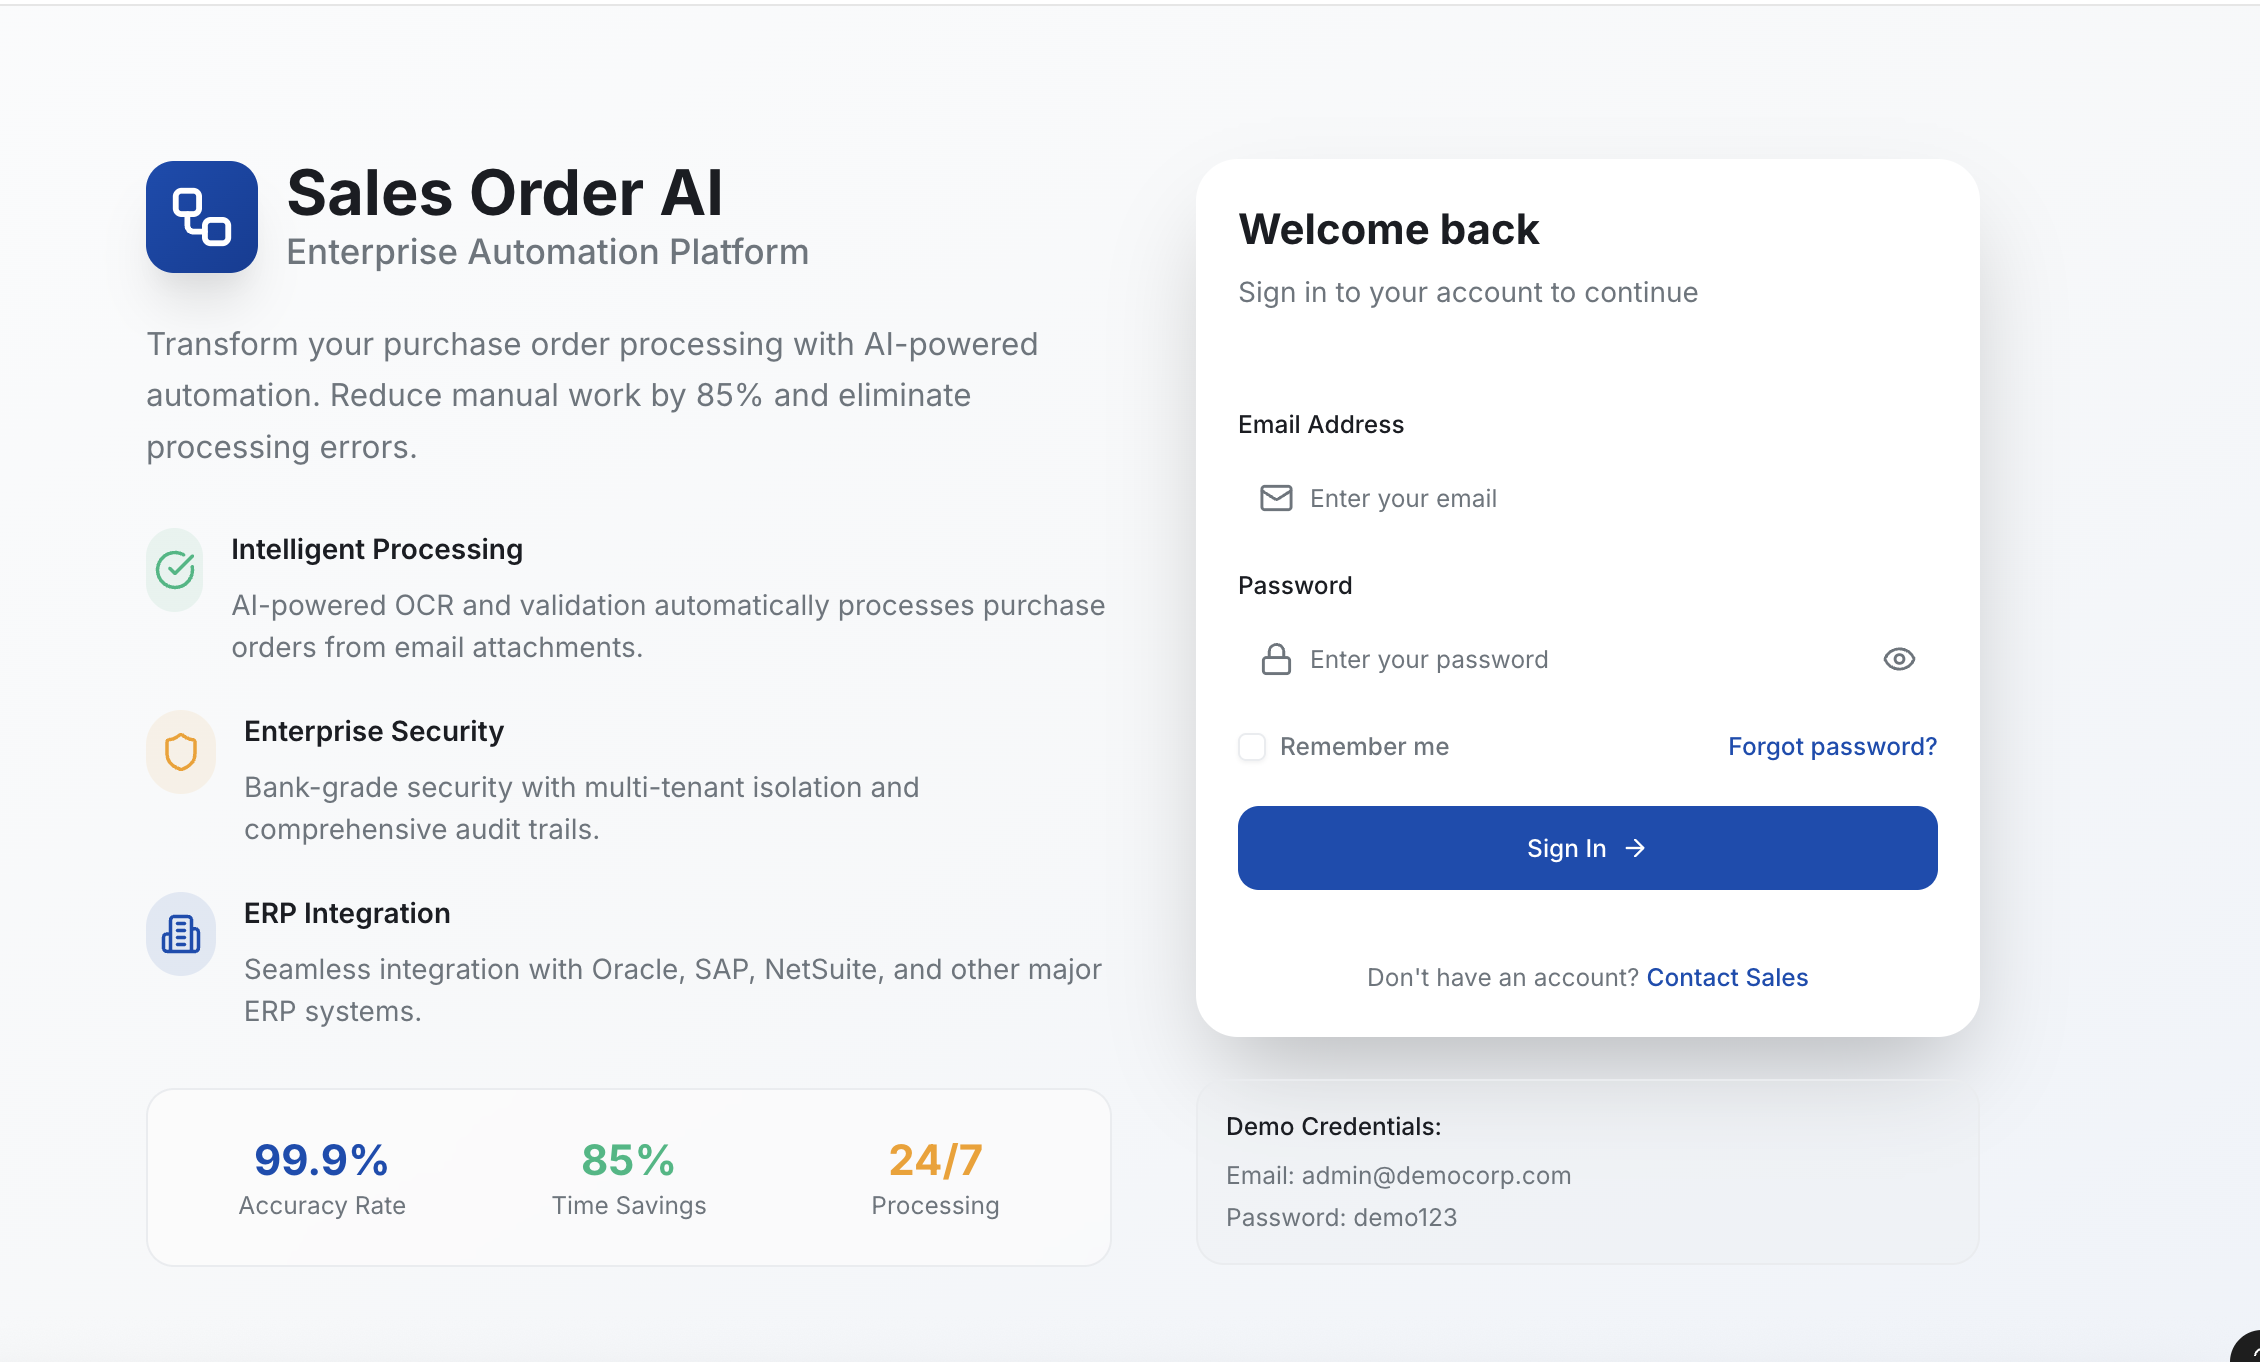 Sales Order AI
Enterprise Automation Platform
Transform your purchase order processing with AI-powered
automation. Reduce manual work by 85% and eliminate
processing errors.
Intelligent Processing
AI-powered OCR and validation automatically processes purchase
orders from email attachments.
Enterprise Security
Bank-grade security with multi-tenant isolation and
comprehensive audit trails.
ERP Integration
Seamless integration with Oracle, SAP, NetSuite, and other major
ERP systems.
99.9%
Accuracy Rate
85%
Time Savings
24/7
Processing
Welcome back
Sign in to your account to continue
Email Address
Enter your email
Password
Enter your password
Remember me
Forgot password?
Sign In
Don't have an account? Contact Sales
Demo Credentials:
Email: admin@democorp.com
Password: demo123